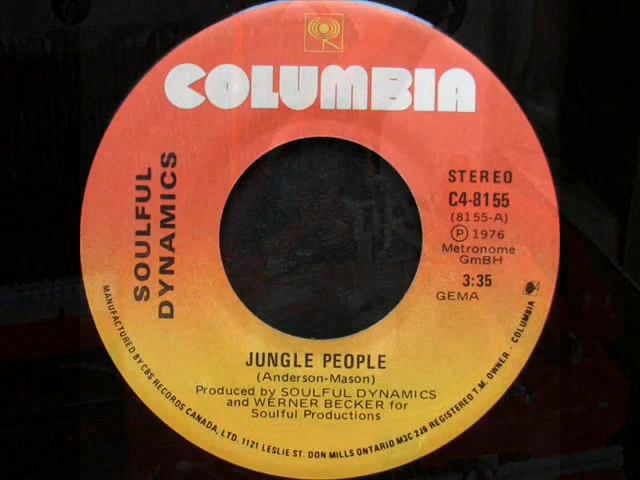 COLUMBIA
SOULFUL
DYNAMICS
STEREO
C4-8155
(8155-A)
Ⓟ 1976
Metronome
GmBH
3:35
GEMA
JUNGLE PEOPLE
(Anderson-Mason)
Produced by SOULFUL DYNAMICS
and WERNER BECKER for
Soulful Productions
MANUFACTURED BY CBS RECORDS CANADA, LTD. 1121 LESLIE ST. DON MILLS ONTARIO M3C 2J9 REGISTERED T.M. OWNER · COLUMBIA